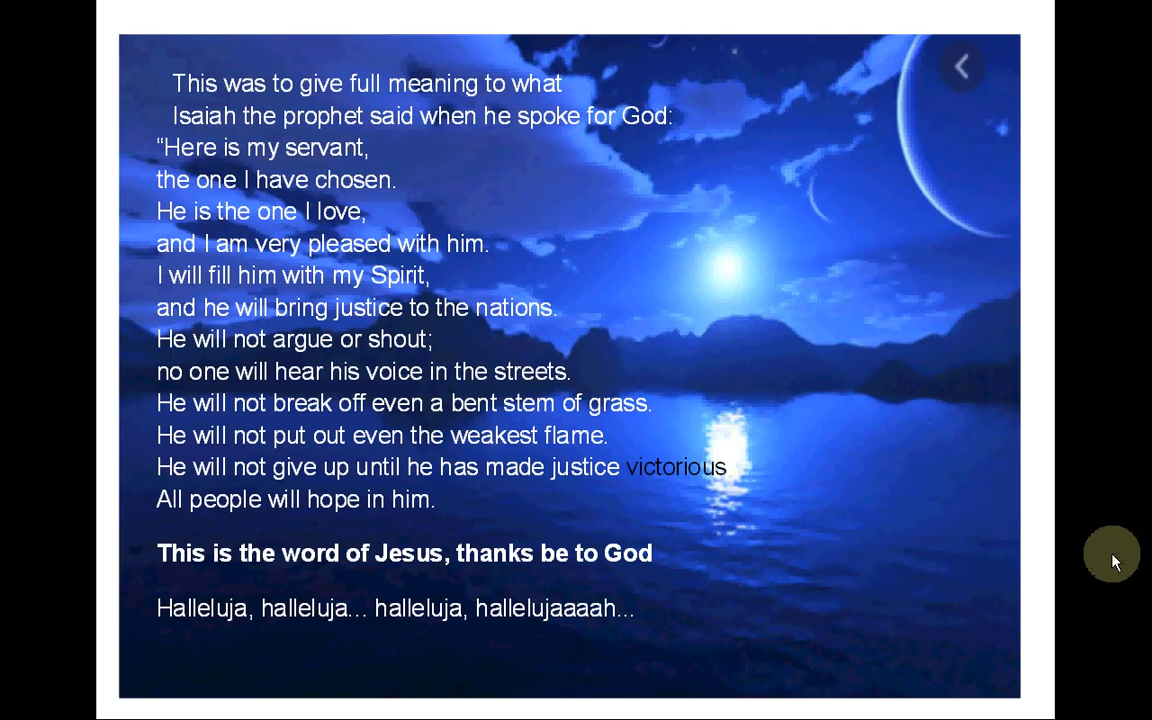 This was to give full meaning to what
Isaiah the prophet said when he spoke for God:
“Here is my servant,
the one I have chosen.
He is the one I love,
and I am very pleased with him.
I will fill him with my Spirit,
and he will bring justice to the nations.
He will not argue or shout;
no one will hear his voice in the streets.
He will not break off even a bent stem of grass.
He will not put out even the weakest flame.
He will not give up until he has made justice victorious
All people will hope in him.
This is the word of Jesus, thanks be to God
Halleluja, halleluja... halleluja, hallelujaaaah...